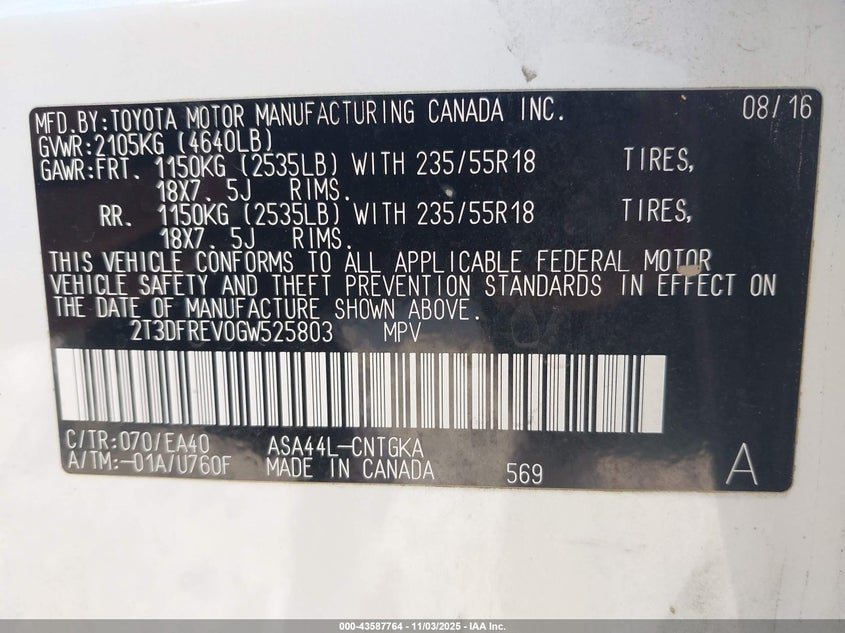 MFD.BY:TOYOTA MOTOR MANUFACTURING CANADA INC. 08/16
GVWR:2105KG (4640LB)
GAWR:FRT. 1150KG (2535LB) WITH 235/55R18 TIRES,
18X7. 5J RIMS.
RR. 1150KG (2535LB) WITH 235/55R18 TIRES,
18X7. 5J RIMS.
THIS VEHICLE CONFORMS TO ALL APPLICABLE FEDERAL MOTOR
VEHICLE SAFETY AND THEFT PREVENTION STANDARDS IN EFFECT ON
THE DATE OF MANUFACTURE SHOWN ABOVE.
2T3DFREV0GW525803 MPV
C/TR:070/EA40 ASA44L-CNTGKA
A/TM:-01A/U760F MADE IN CANADA 569 A
000-43587764 - 11/03/2025 - IAA Inc.